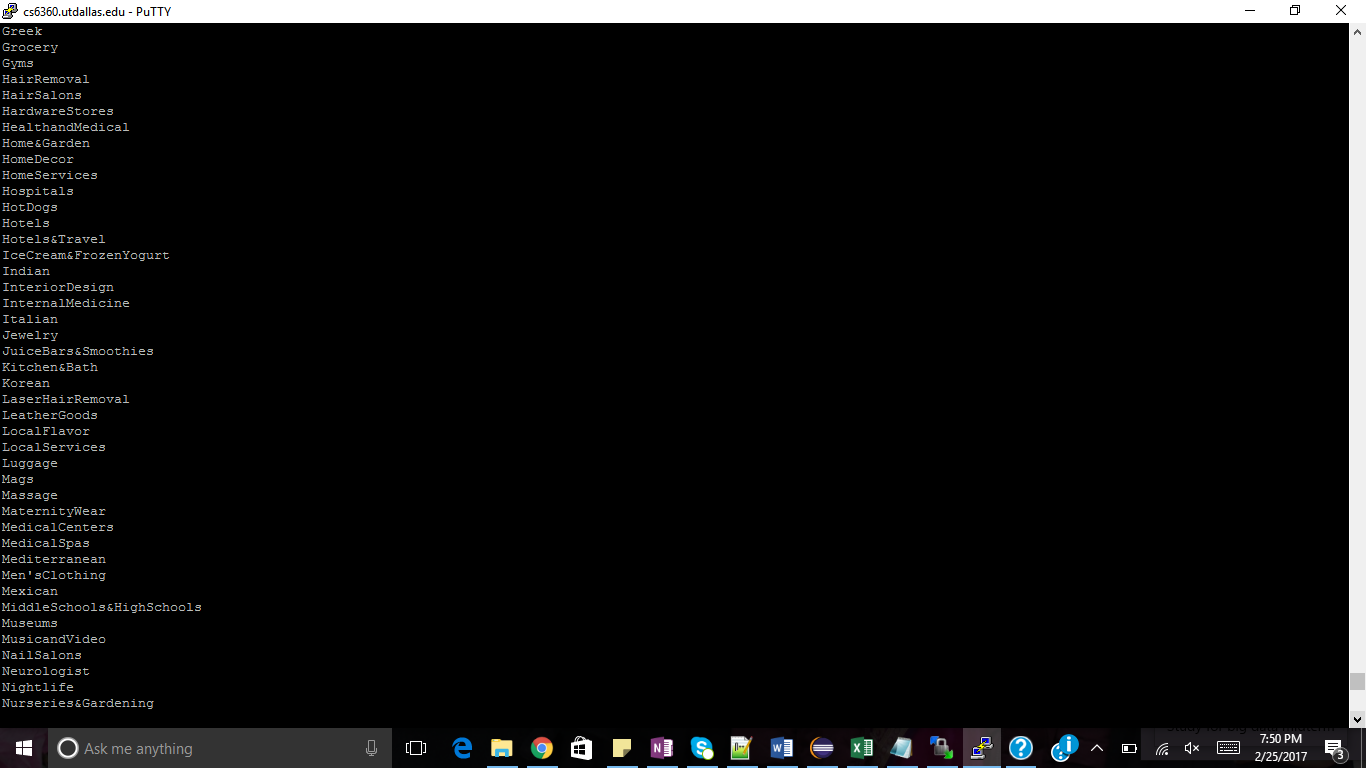 cs6360.utdallas.edu - PuTTY
Greek
Grocery
Gyms
HairRemoval
HairSalons
HardwareStores
HealthandMedical
Home&Garden
HomeDecor
HomeServices
Hospitals
HotDogs
Hotels
Hotels&Travel
IceCream&FrozenYogurt
Indian
InteriorDesign
InternalMedicine
Italian
Jewelry
JuiceBars&Smoothies
Kitchen&Bath
Korean
LaserHairRemoval
LeatherGoods
LocalFlavor
LocalServices
Luggage
Mags
Massage
MaternityWear
MedicalCenters
MedicalSpas
Mediterranean
Men'sClothing
Mexican
MiddleSchools&HighSchools
Museums
MusicandVideo
NailSalons
Neurologist
Nightlife
Nurseries&Gardening
Ask me anything
7:50 PM
2/25/2017
3